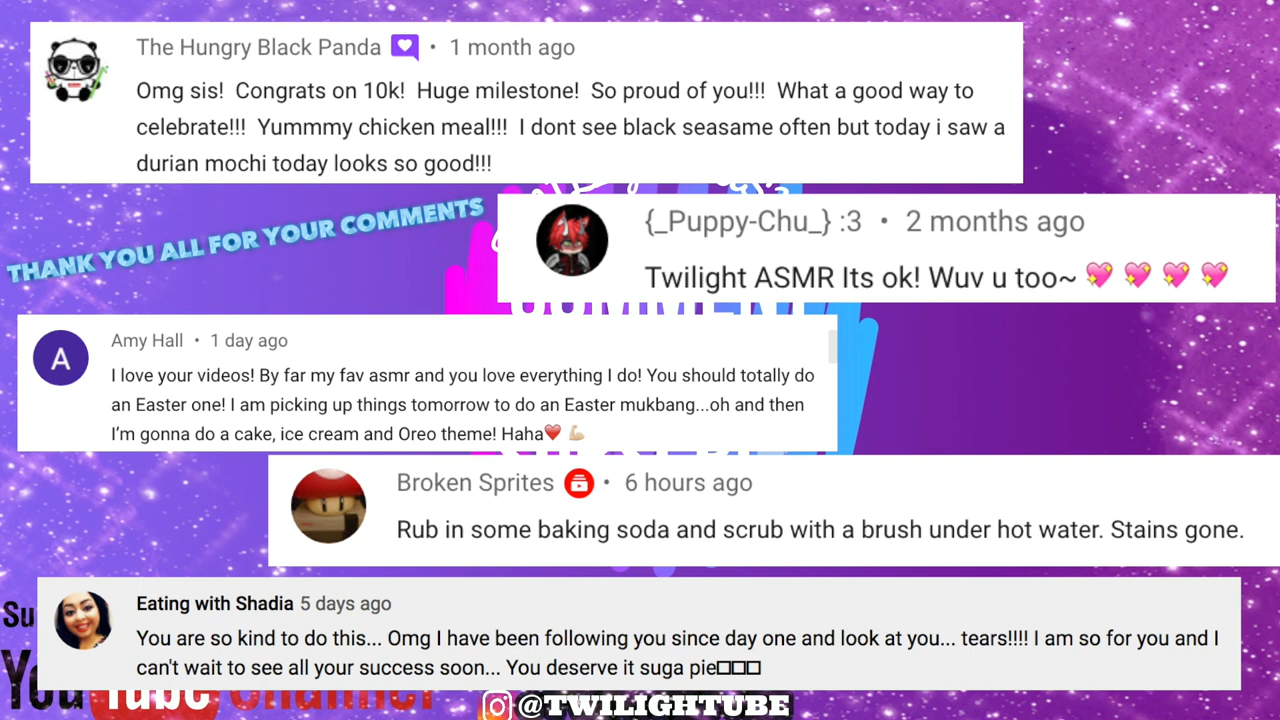 The Hungry Black Panda • 1 month ago
Omg sis! Congrats on 10k! Huge milestone! So proud of you!!! What a good way to
celebrate!!! Yummmy chicken meal!!! I dont see black seasame often but today i saw a
durian mochi today looks so good!!!
THANK YOU ALL FOR YOUR COMMENTS
{_Puppy-Chu_} :3 • 2 months ago
Twilight ASMR Its ok! Wuv u too~ 💖 💖 💖 💖
A
Amy Hall • 1 day ago
I love your videos! By far my fav asmr and you love everything I do! You should totally do
an Easter one! I am picking up things tomorrow to do an Easter mukbang...oh and then
I'm gonna do a cake, ice cream and Oreo theme! Haha❤️ 💪🏼
Broken Sprites • 6 hours ago
Rub in some baking soda and scrub with a brush under hot water. Stains gone.
Eating with Shadia 5 days ago
You are so kind to do this... Omg I have been following you since day one and look at you... tears!!!! I am so for you and I
can't wait to see all your success soon... You deserve it suga pie□□□
Su
YouTube Channel
@TWILIGHTUBE